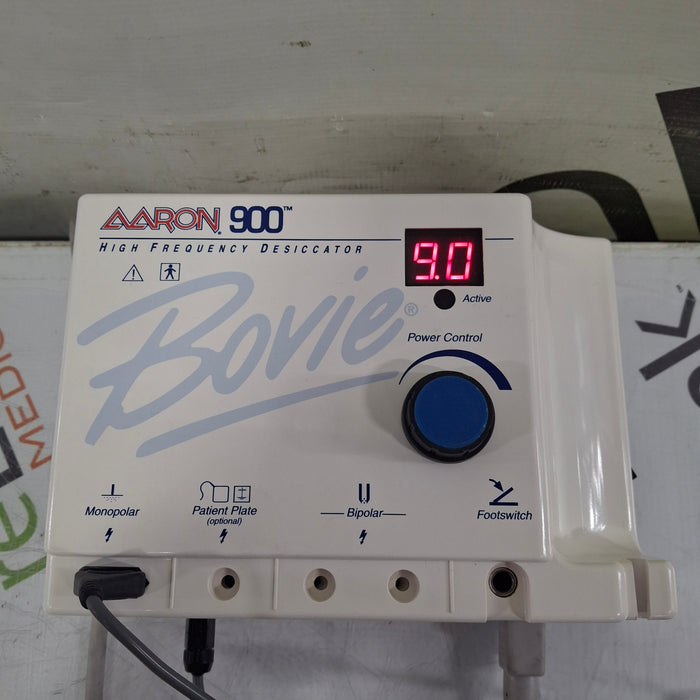 AARON® 900™
HIGH FREQUENCY DESICCATOR
9.0
Active
Bovie®
Power Control
Monopolar
Patient Plate
(optional)
Bipolar
Footswitch